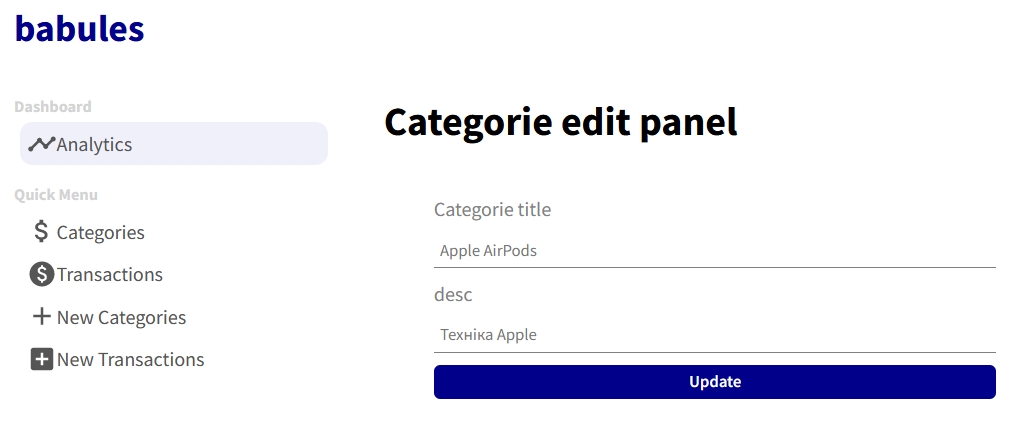 babules
Dashboard
Analytics
Quick Menu
Categories
Transactions
New Categories
New Transactions
Categorie edit panel
Categorie title
Apple AirPods
desc
Техніка Apple
Update